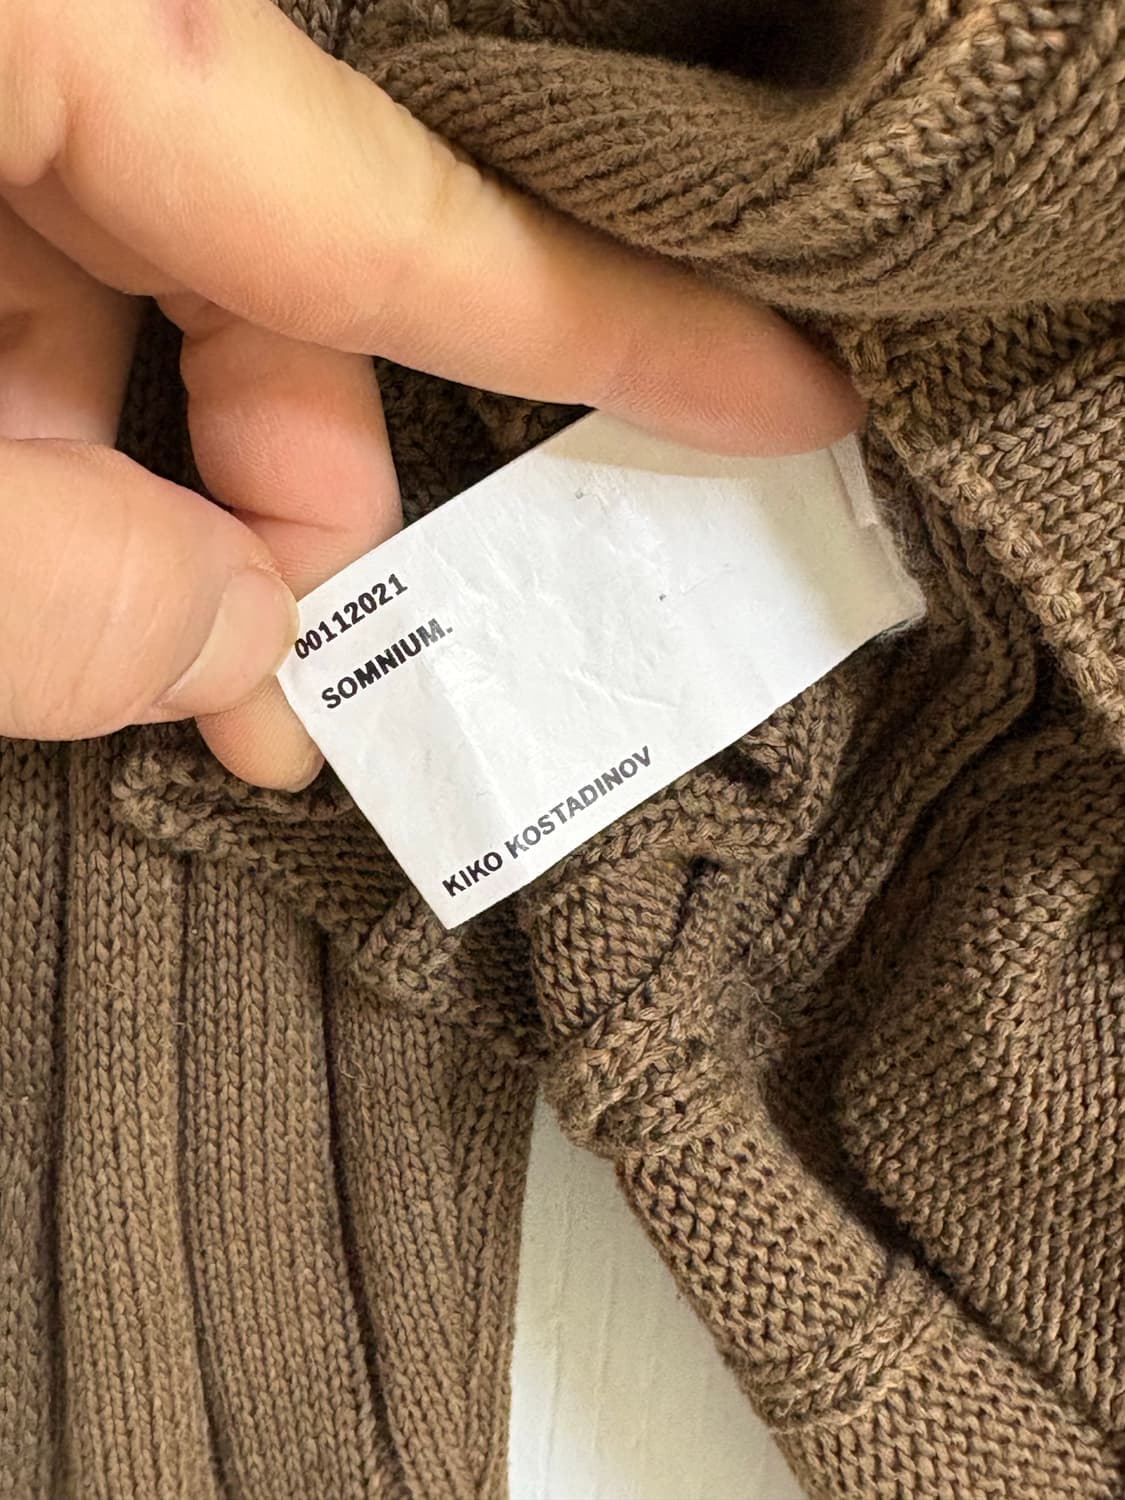 00112021
SOMNIUM.
KIKO KOSTADINOV